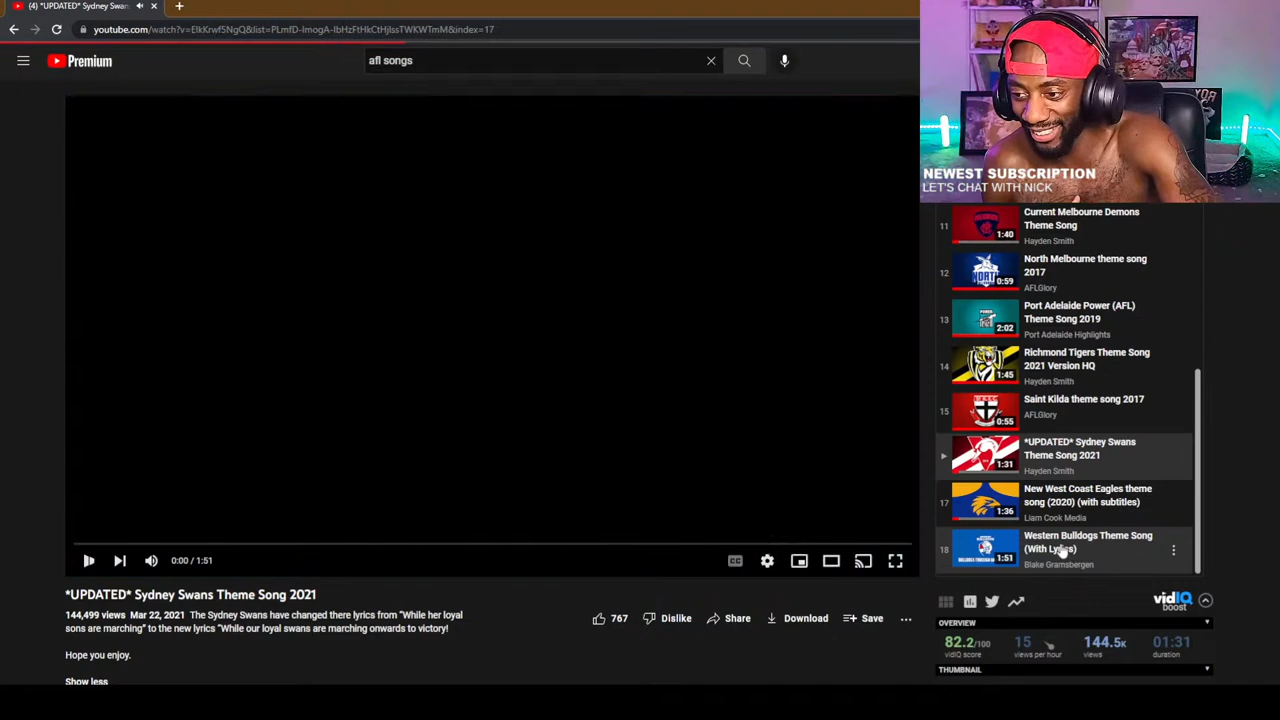 (4) *UPDATED* Sydney Swans
youtube.com/watch?v=ElkKrwf5NgQ&list=PLmfD-ImogA-IbHzFtHkCtHjlssTWKWTmM&index=17
Premium
afl songs
NEWEST SUBSCRIPTION
LET'S CHAT WITH NICK
11
1:40
Current Melbourne Demons
Theme Song
Hayden Smith
12
NORTH
0:59
North Melbourne theme song
2017
AFLGlory
13
POWER
2:02
Port Adelaide Power (AFL)
Theme Song 2019
Port Adelaide Highlights
14
1:45
Richmond Tigers Theme Song
2021 Version HQ
Hayden Smith
15
0:55
Saint Kilda theme song 2017
AFLGlory
1:31
*UPDATED* Sydney Swans
Theme Song 2021
Hayden Smith
17
1:36
New West Coast Eagles theme
song (2020) (with subtitles)
Liam Cook Media
18
1:51
Western Bulldogs Theme Song
(With Lyrics)
Blake Gramsbergen
0:00 / 1:51
*UPDATED* Sydney Swans Theme Song 2021
144,499 views Mar 22, 2021 The Sydney Swans have changed there lyrics from "While her loyal
sons are marching" to the new lyrics "While our loyal swans are marching onwards to victory!
Hope you enjoy.
Show less
767
Dislike
Share
Download
Save
vidIQ
boost
OVERVIEW
82.2/100
vidIQ score
15
views per hour
144.5K
views
01:31
duration
THUMBNAIL